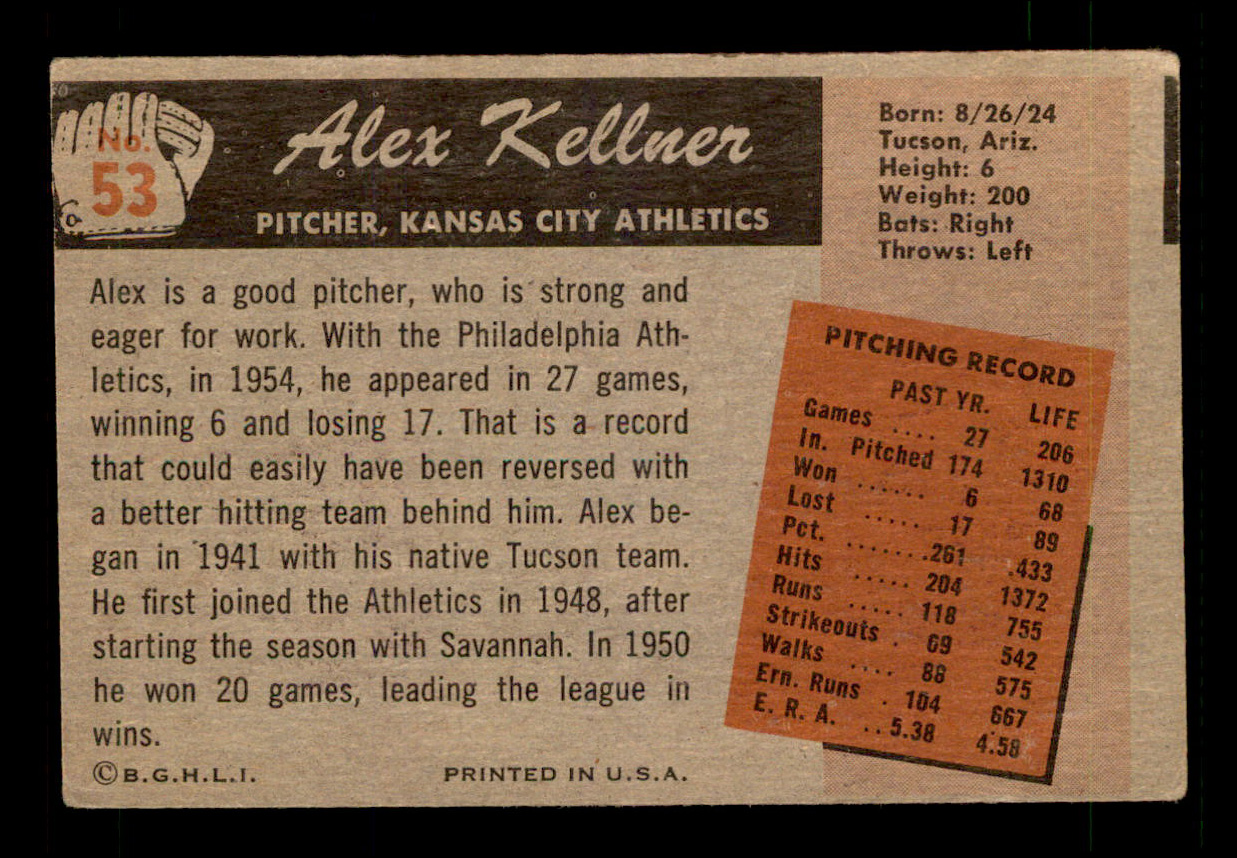 No.
53
Alex Kellner
PITCHER, KANSAS CITY ATHLETICS
Born: 8/26/24
Tucson, Ariz.
Height: 6
Weight: 200
Bats: Right
Throws: Left
Alex is a good pitcher, who is strong and
eager for work. With the Philadelphia Ath-
letics, in 1954, he appeared in 27 games,
winning 6 and losing 17. That is a record
that could easily have been reversed with
a better hitting team behind him. Alex be-
gan in 1941 with his native Tucson team.
He first joined the Athletics in 1948, after
starting the season with Savannah. In 1950
he won 20 games, leading the league in
wins.
©B.G.H.L.I. PRINTED IN U.S.A.
PITCHING RECORD
PAST YR. LIFE
Games .... 27 206
In. Pitched 174 1310
Won ...... 6 68
Lost ..... 17 89
Pct. .......261 .433
Hits ..... 204 1372
Runs ..... 118 755
Strikeouts . 69 542
Walks .... 88 575
Ern. Runs . 104 667
E. R. A. .. 5.38 4.58